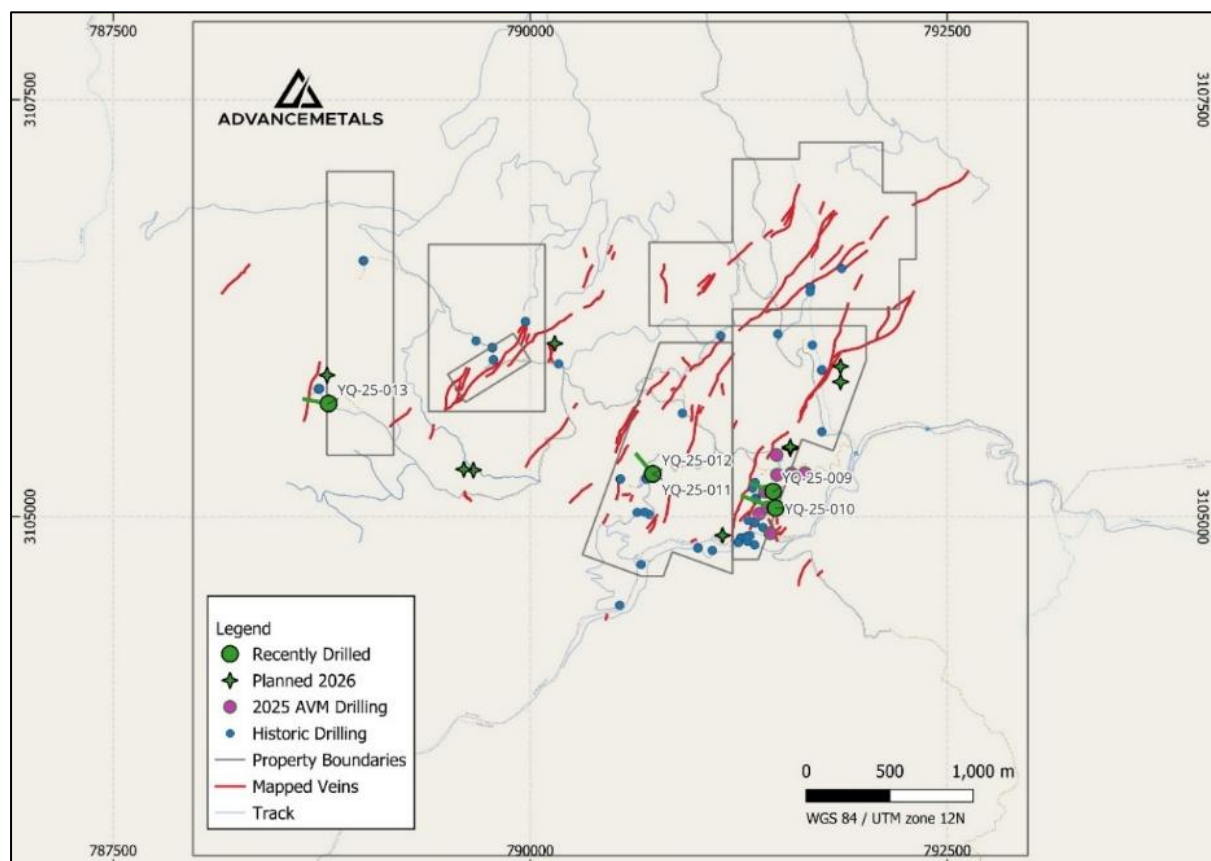 787500
790000
792500
3107500
3107500
ADVANCEMETALS
YQ-25-013
YQ-25-012
YQ-25-011
YQ-25-009
YQ-25-010
3105000
3105000
Legend
Recently Drilled
Planned 2026
2025 AVM Drilling
Historic Drilling
Property Boundaries
Mapped Veins
Track
0 500 1,000 m
WGS 84 / UTM zone 12N
787500
790000
792500